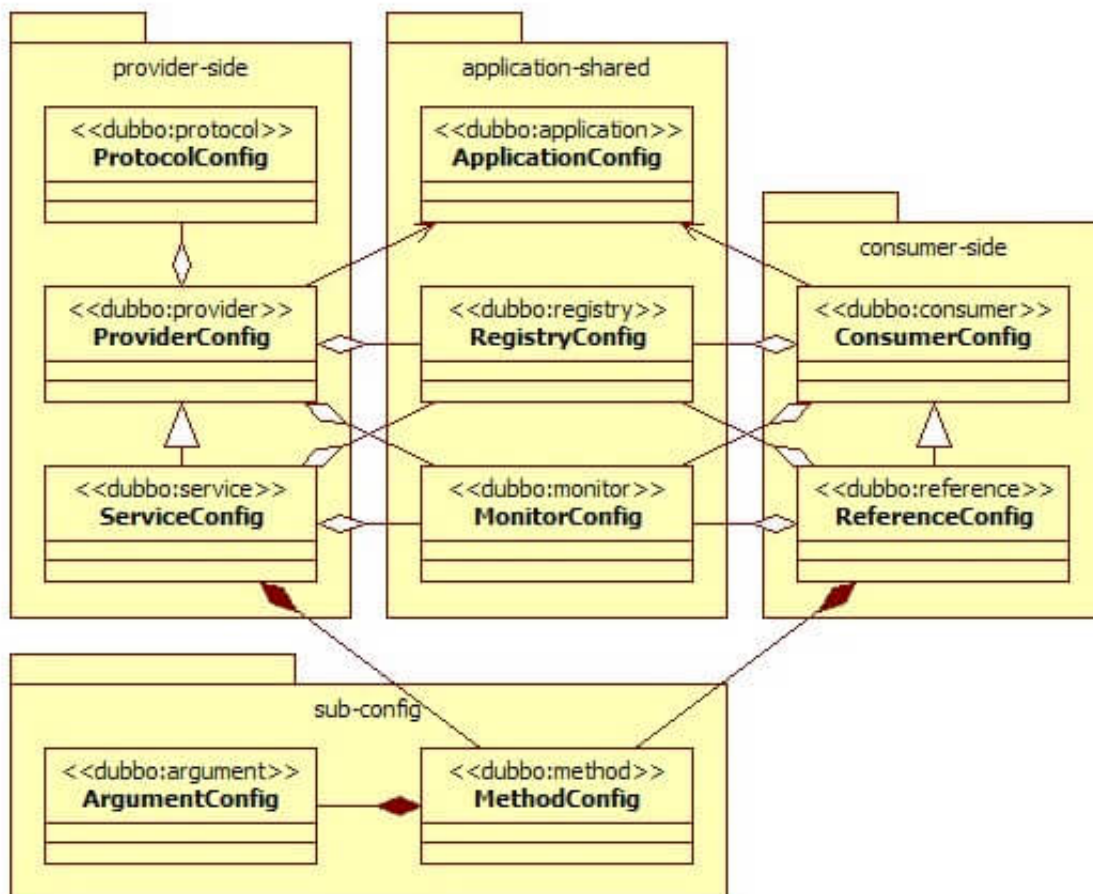 provider-side
<<dubbo:protocol>>
ProtocolConfig
<<dubbo:provider>>
ProviderConfig
<<dubbo:service>>
ServiceConfig
application-shared
<<dubbo:application>>
ApplicationConfig
<<dubbo:registry>>
RegistryConfig
<<dubbo:monitor>>
MonitorConfig
consumer-side
<<dubbo:consumer>>
ConsumerConfig
<<dubbo:reference>>
ReferenceConfig
sub-config
<<dubbo:argument>>
ArgumentConfig
<<dubbo:method>>
MethodConfig